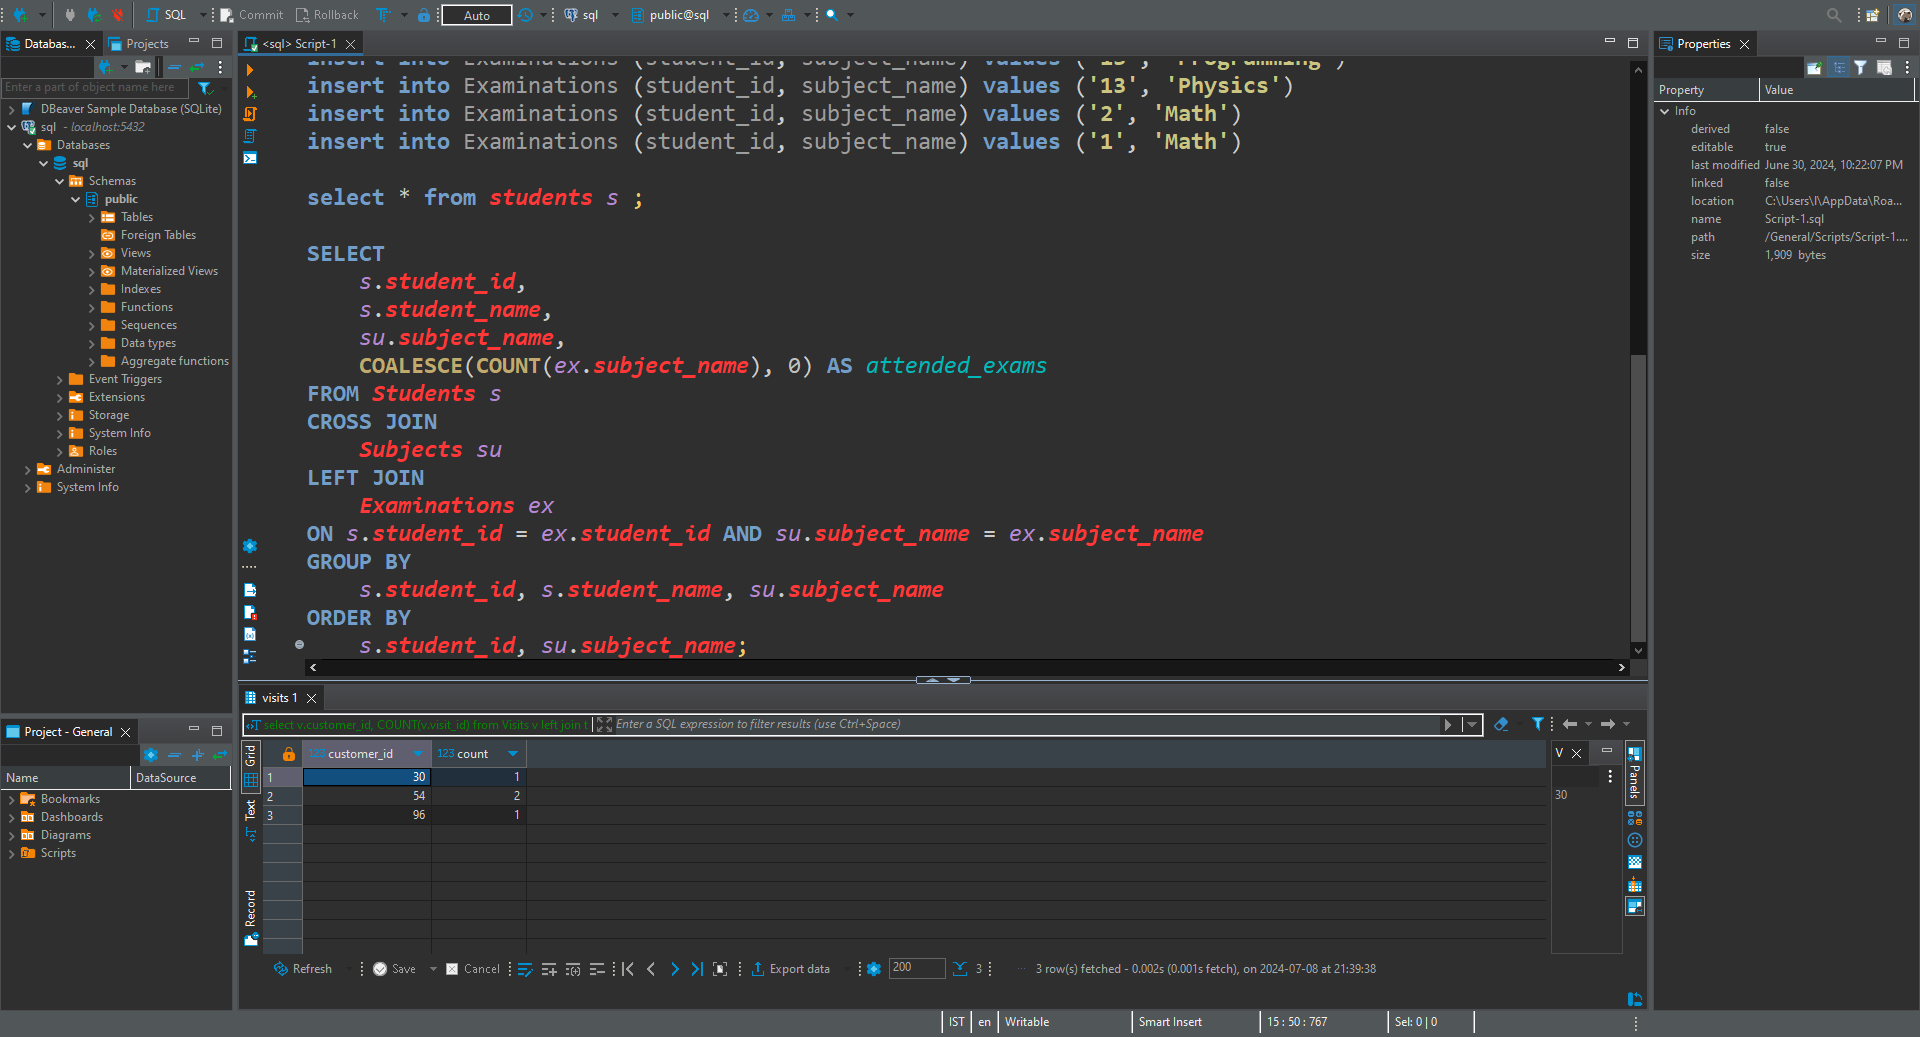 SQL
Commit
Rollback
Auto
sql
public@sql
Databas...
Projects
Enter a part of object name here
DBeaver Sample Database (SQLite)
sql - localhost:5432
Databases
sql
Schemas
public
Tables
Foreign Tables
Views
Materialized Views
Indexes
Functions
Sequences
Data types
Aggregate functions
Event Triggers
Extensions
Storage
System Info
Roles
Administer
System Info
Project - General
Name DataSource
Bookmarks
Dashboards
Diagrams
Scripts
<sql> Script-1
insert into Examinations (student_id, subject_name) values ('13', 'Programming')
insert into Examinations (student_id, subject_name) values ('13', 'Physics')
insert into Examinations (student_id, subject_name) values ('2', 'Math')
insert into Examinations (student_id, subject_name) values ('1', 'Math')
select * from students s ;
SELECT
s.student_id,
s.student_name,
su.subject_name,
COALESCE(COUNT(ex.subject_name), 0) AS attended_exams
FROM Students s
CROSS JOIN
Subjects su
LEFT JOIN
Examinations ex
ON s.student_id = ex.student_id AND su.subject_name = ex.subject_name
GROUP BY
s.student_id, s.student_name, su.subject_name
ORDER BY
s.student_id, su.subject_name;
visits 1
select v.customer_id, COUNT(v.visit_id) from Visits v left join t
Enter a SQL expression to filter results (use Ctrl+Space)
Grid
Text
Record
123 customer_id 123 count
1 30 1
2 54 2
3 96 1
V
30
Panels
Refresh
Save
Cancel
Export data
200
3
3 row(s) fetched - 0.002s (0.001s fetch), on 2024-07-08 at 21:39:38
Properties
Property Value
Info
derived false
editable true
last modified June 30, 2024, 10:22:07 PM
linked false
location C:\Users\I\AppData\Roa...
name Script-1.sql
path /General/Scripts/Script-1....
size 1,909 bytes
IST
en
Writable
Smart Insert
15 : 50 : 767
Sel: 0 | 0